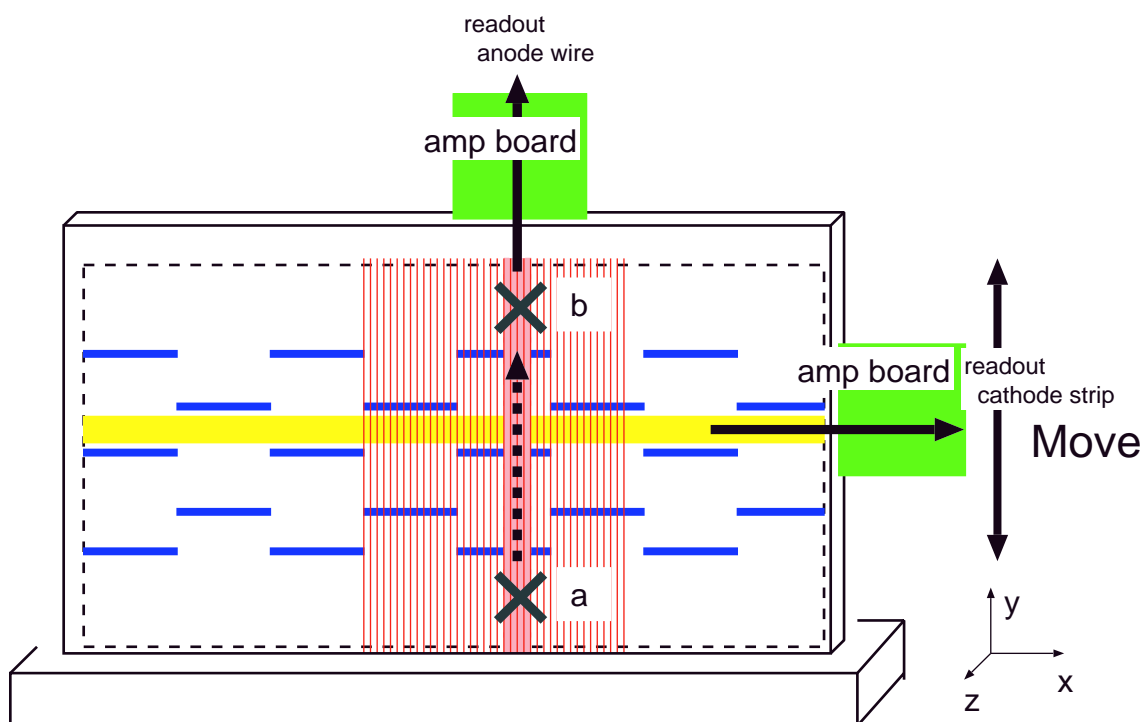 readout
anode wire
amp board
b
amp board
readout
cathode strip
Move
a
y
x
z